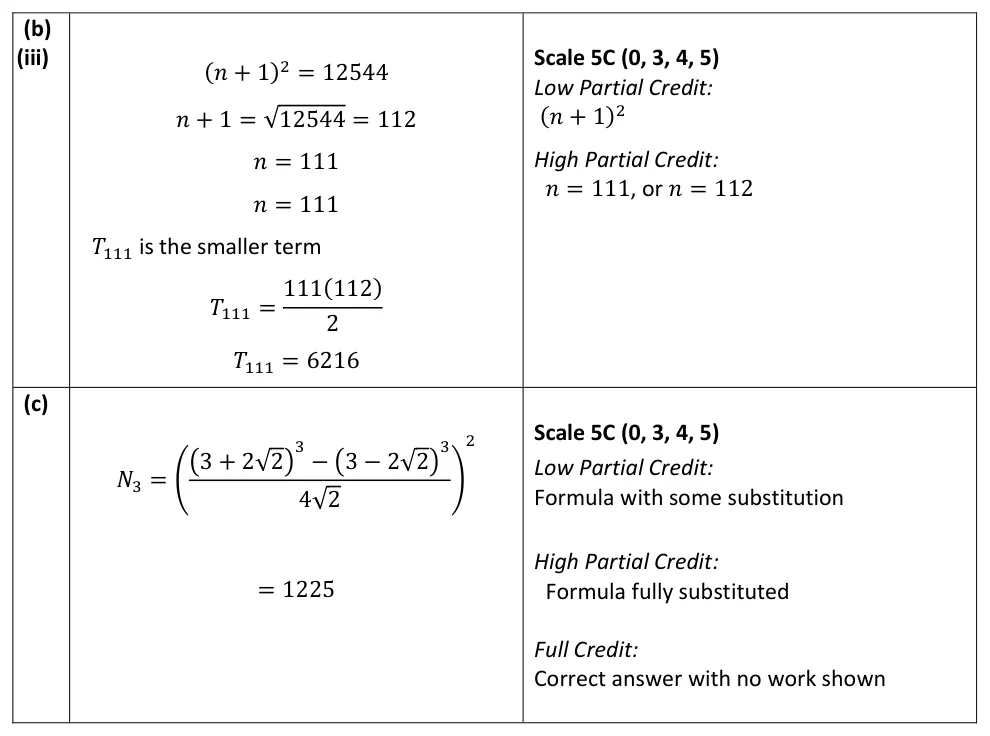 (b)
(iii)
(n + 1)² = 12544
n + 1 = √12544 = 112
n = 111
n = 111
T₁₁₁ is the smaller term
T₁₁₁ = 111(112)/2
T₁₁₁ = 6216
Scale 5C (0, 3, 4, 5)
Low Partial Credit:
(n + 1)²
High Partial Credit:
n = 111, or n = 112
(c)
N₃ = (((3 + 2√2)³ − (3 − 2√2)³)/(4√2))²
= 1225
Scale 5C (0, 3, 4, 5)
Low Partial Credit:
Formula with some substitution
High Partial Credit:
Formula fully substituted
Full Credit:
Correct answer with no work shown